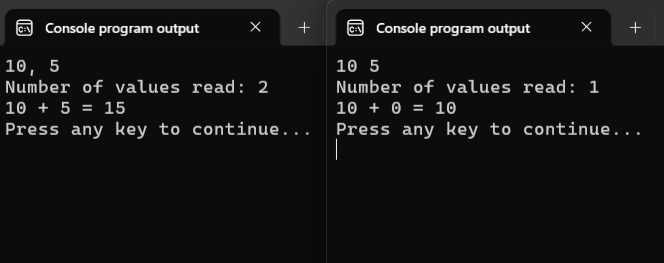 Console program output
10, 5
Number of values read: 2
10 + 5 = 15
Press any key to continue...
Console program output
10 5
Number of values read: 1
10 + 0 = 10
Press any key to continue...